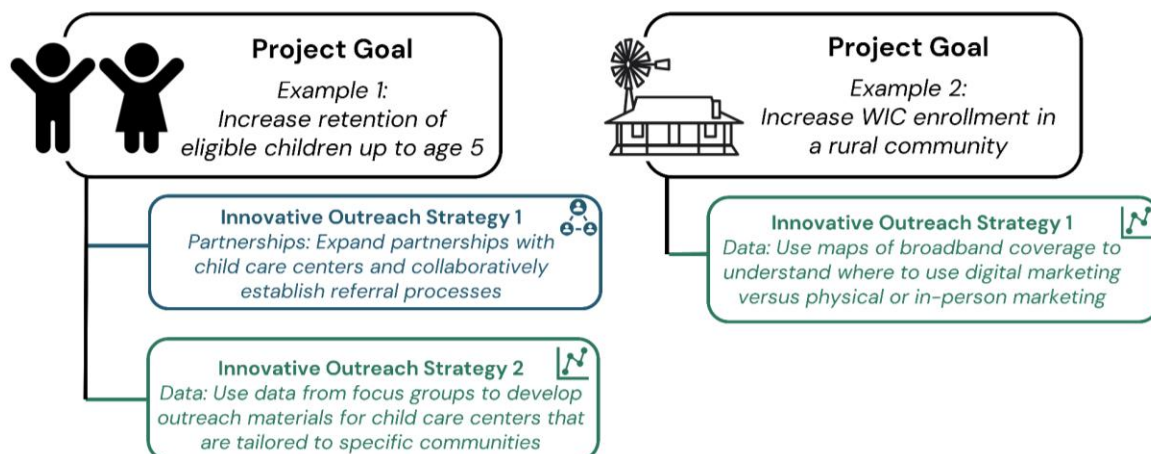 Project Goal
Example 1:
Increase retention of
eligible children up to age 5
Innovative Outreach Strategy 1
Partnerships: Expand partnerships with
child care centers and collaboratively
establish referral processes
Innovative Outreach Strategy 2
Data: Use data from focus groups to develop
outreach materials for child care centers that
are tailored to specific communities
Project Goal
Example 2:
Increase WIC enrollment in
a rural community
Innovative Outreach Strategy 1
Data: Use maps of broadband coverage to
understand where to use digital marketing
versus physical or in-person marketing